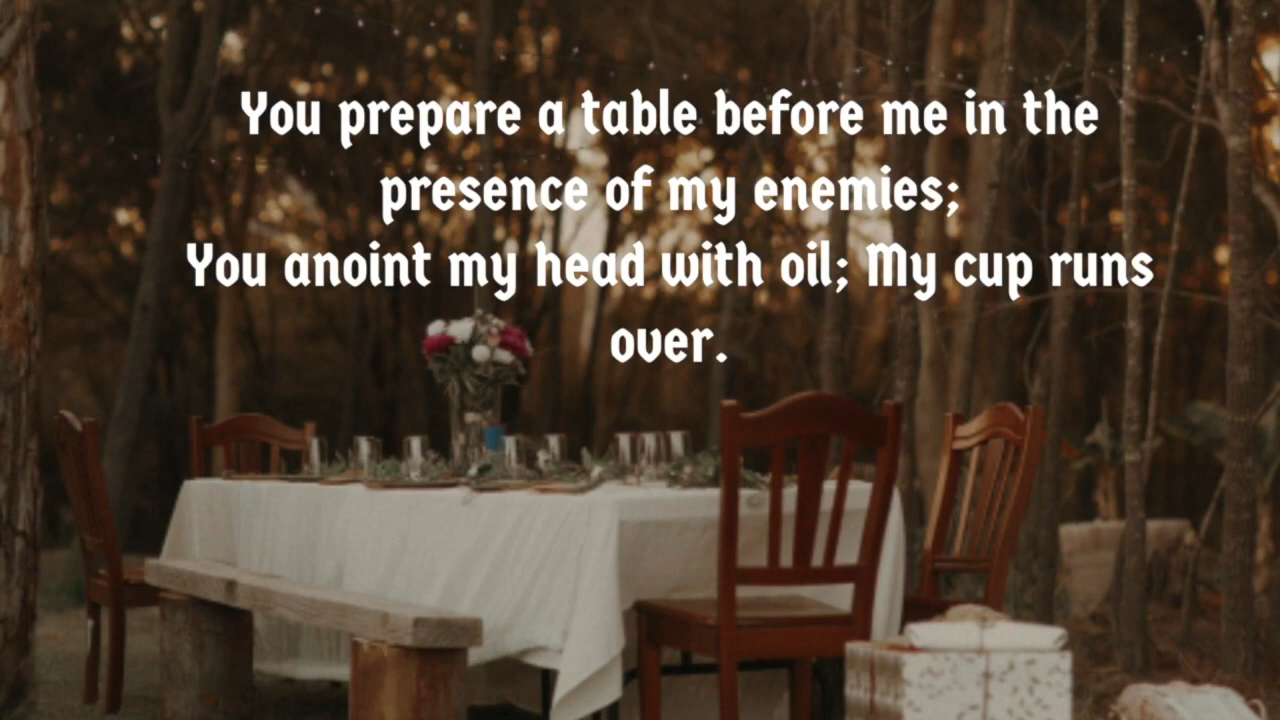 You prepare a table before me in the
presence of my enemies;
You anoint my head with oil; My cup runs
over.